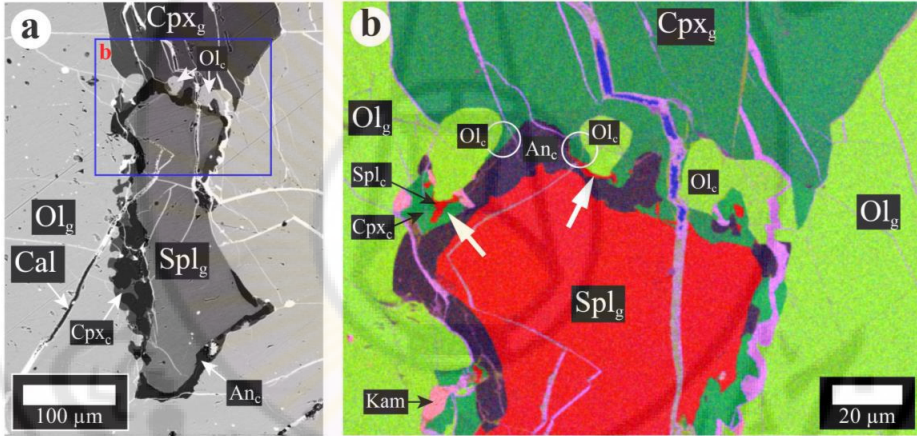 a
Cpxg
b
Olc
Olg
Cal
Splg
Cpxc
Anc
100 µm
b
Cpxg
Olg
Olc
Anc
Olc
Splc
Olc
Cpxc
Olg
Splg
Kam
20 µm